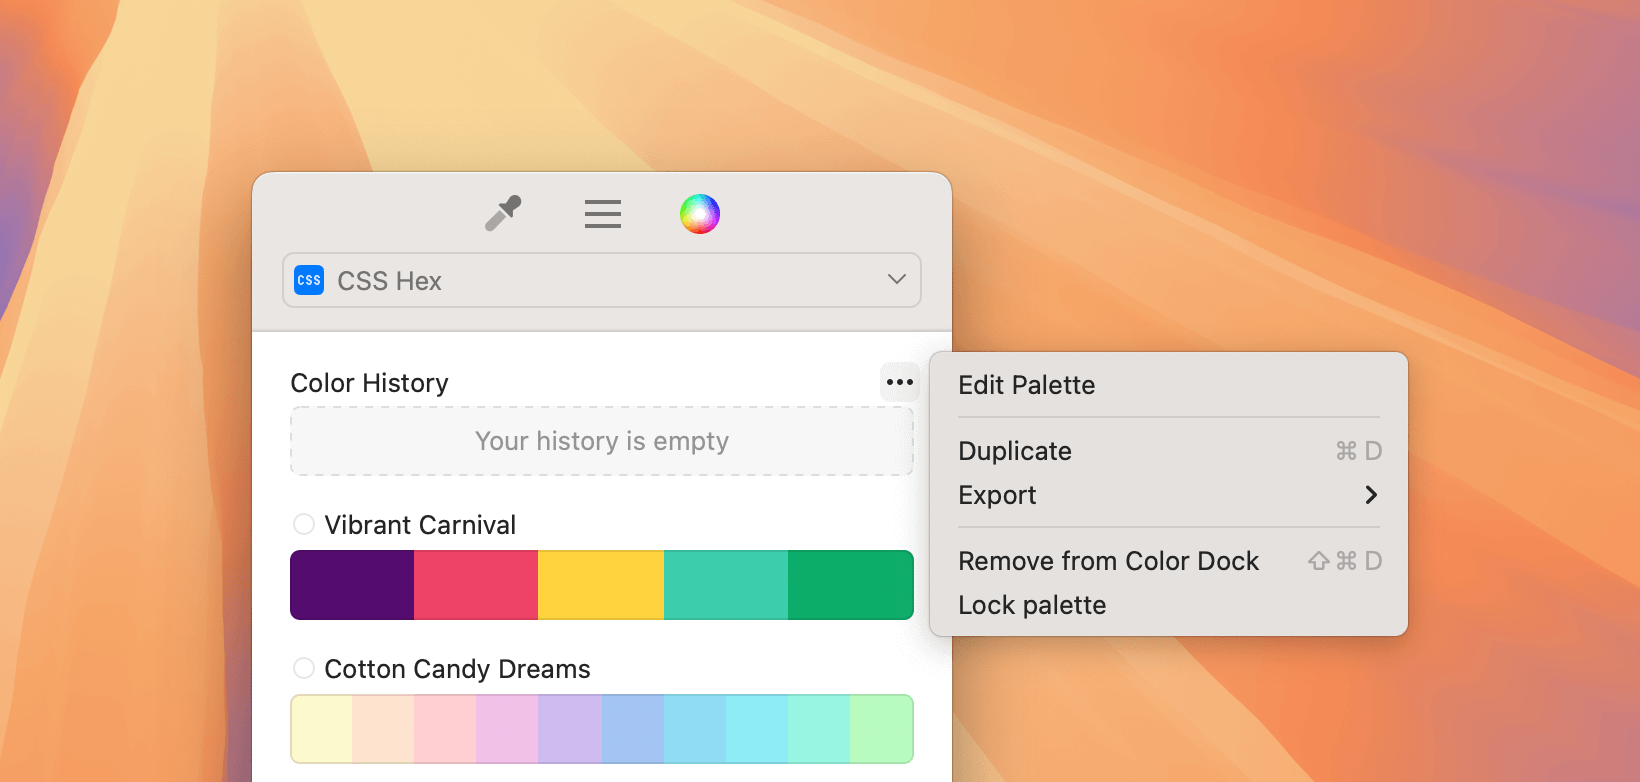 CSS CSS Hex
Color History
Your history is empty
Vibrant Carnival
Cotton Candy Dreams
Edit Palette
Duplicate ⌘ D
Export
Remove from Color Dock ⇧ ⌘ D
Lock palette